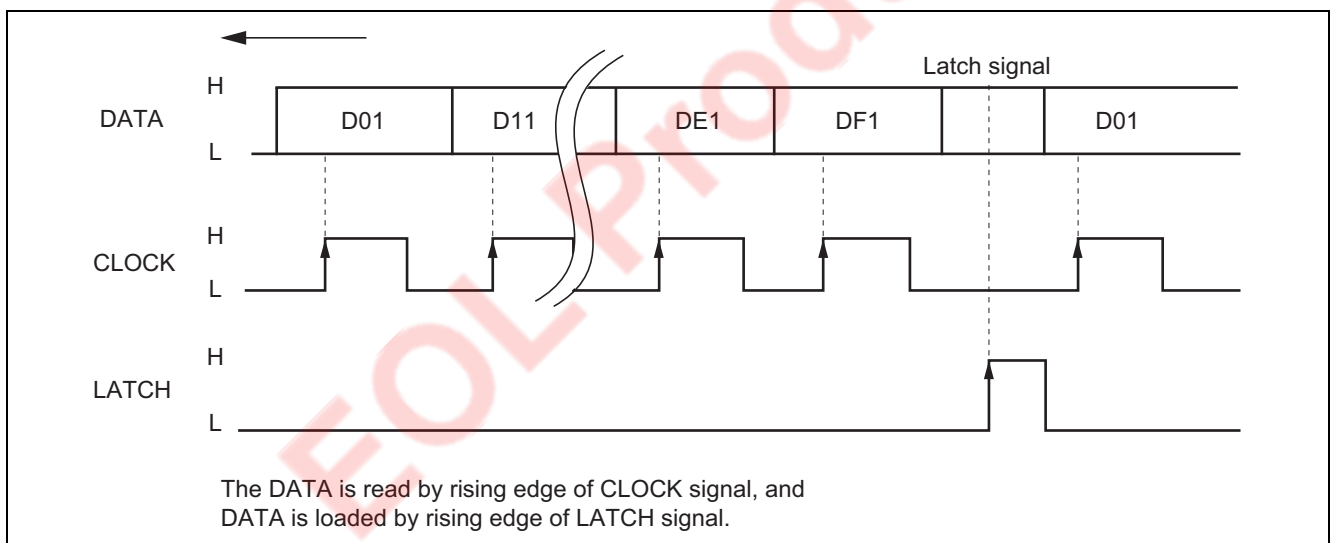 Latch signal
H
DATA D01 D11 DE1 DF1 D01
L
H
CLOCK
L
H
LATCH
L
The DATA is read by rising edge of CLOCK signal, and
DATA is loaded by rising edge of LATCH signal.
EOL Produ